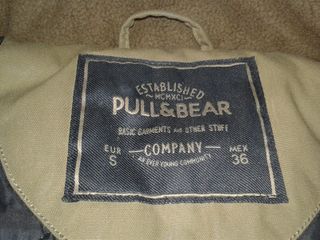 ESTABLISHED
MCMXCI
PULL&BEAR
BASIC GARMENTS AND OTHER STUFF
EUR COMPANY MEX
S AN EVER YOUNG COMMUNITY 36